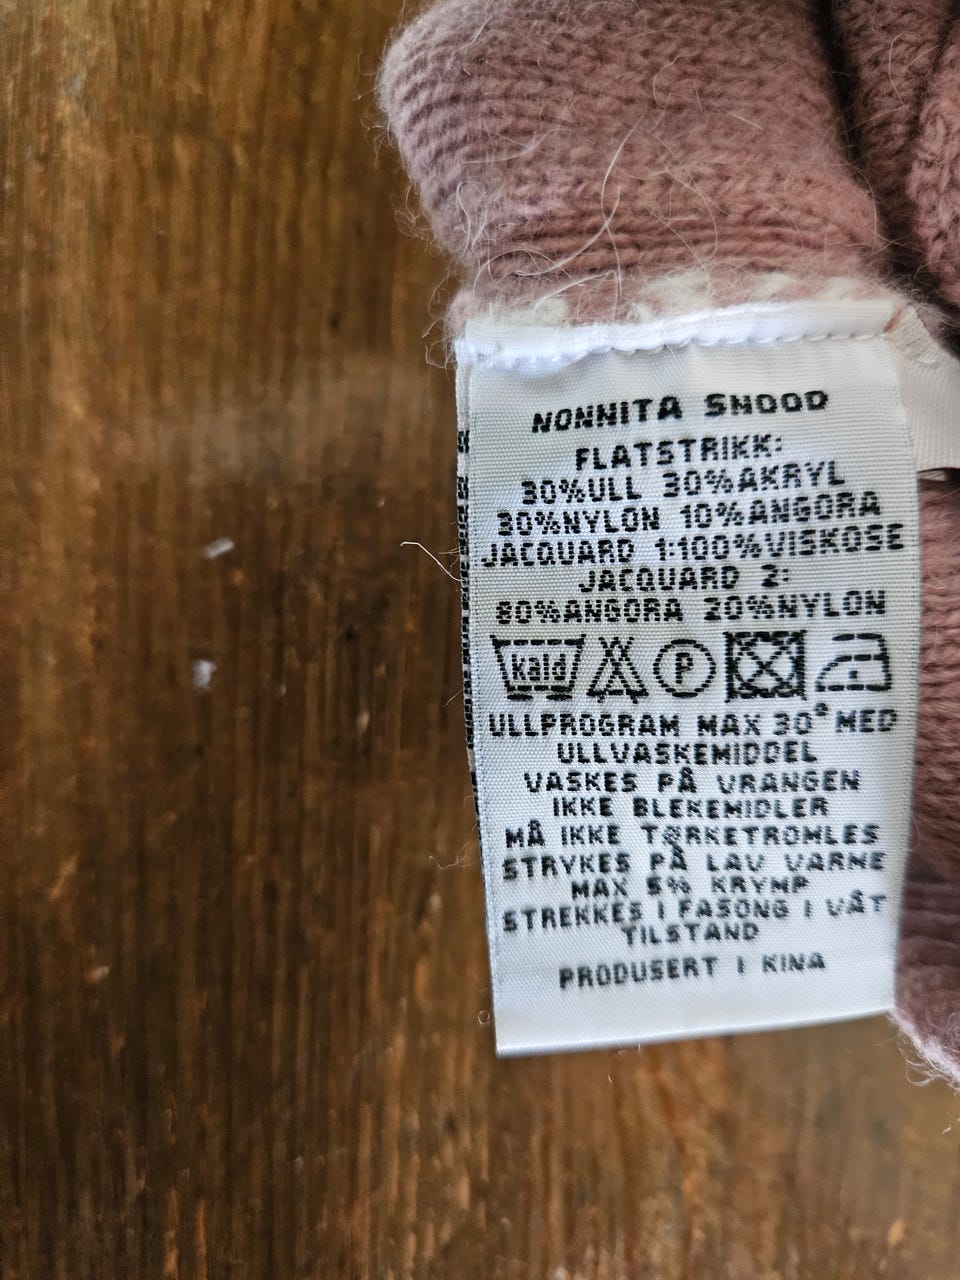 NONNITA SNOOD
FLATSTRIKK:
30%ULL 30%AKRYL
30%NYLON 10%ANGORA
JACQUARD 1:100%VISKOSE
JACQUARD 2:
80%ANGORA 20%NYLON
kald P
ULLPROGRAM MAX 30° MED
ULLVASKEMIDDEL
VASKES PÅ VRANGEN
IKKE BLEKEMIDLER
MÅ IKKE TØRKETROMLES
STRYKES PÅ LAV VARME
MAX 5% KRYMP
STREKKES I FASONG I VÅT
TILSTAND
PRODUSERT I KINA